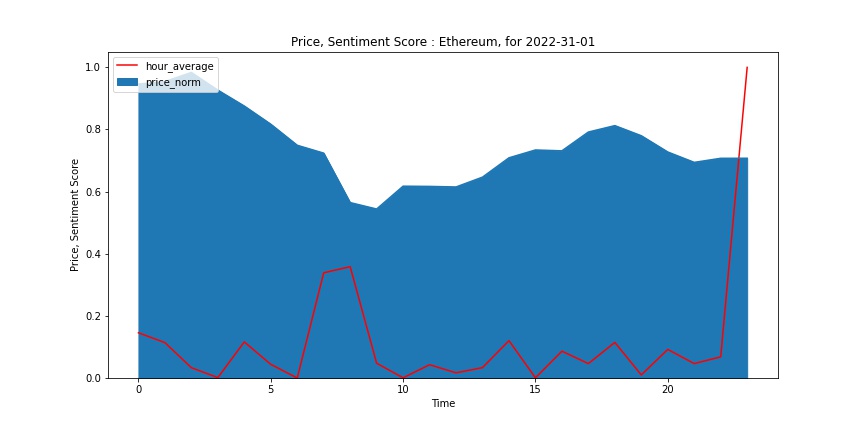 Price, Sentiment Score : Ethereum, for 2022-31-01
hour_average
price_norm
Price, Sentiment Score
1.0
0.8
0.6
0.4
0.2
0.0
0 5 10 15 20
Time